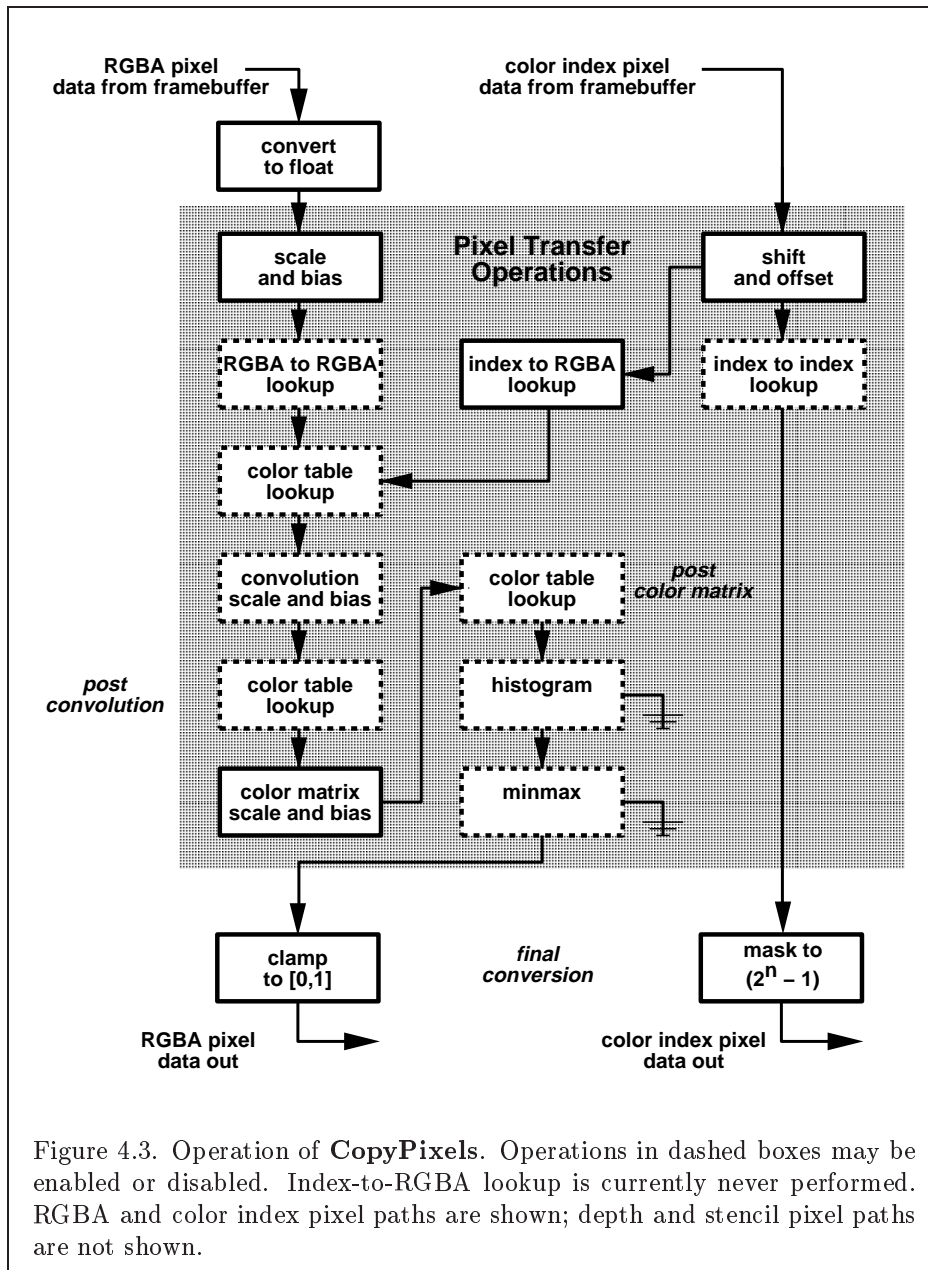 RGBA pixel
data from framebuffer
color index pixel
data from framebuffer
convert
to float
Pixel Transfer
Operations
scale
and bias
shift
and offset
RGBA to RGBA
lookup
index to RGBA
lookup
index to index
lookup
color table
lookup
convolution
scale and bias
color table
lookup
post
color matrix
post
convolution
color table
lookup
histogram
color matrix
scale and bias
minmax
clamp
to [0,1]
final
conversion
mask to
(2^n – 1)
RGBA pixel
data out
color index pixel
data out
Figure 4.3. Operation of CopyPixels. Operations in dashed boxes may be
enabled or disabled. Index-to-RGBA lookup is currently never performed.
RGBA and color index pixel paths are shown; depth and stencil pixel paths
are not shown.